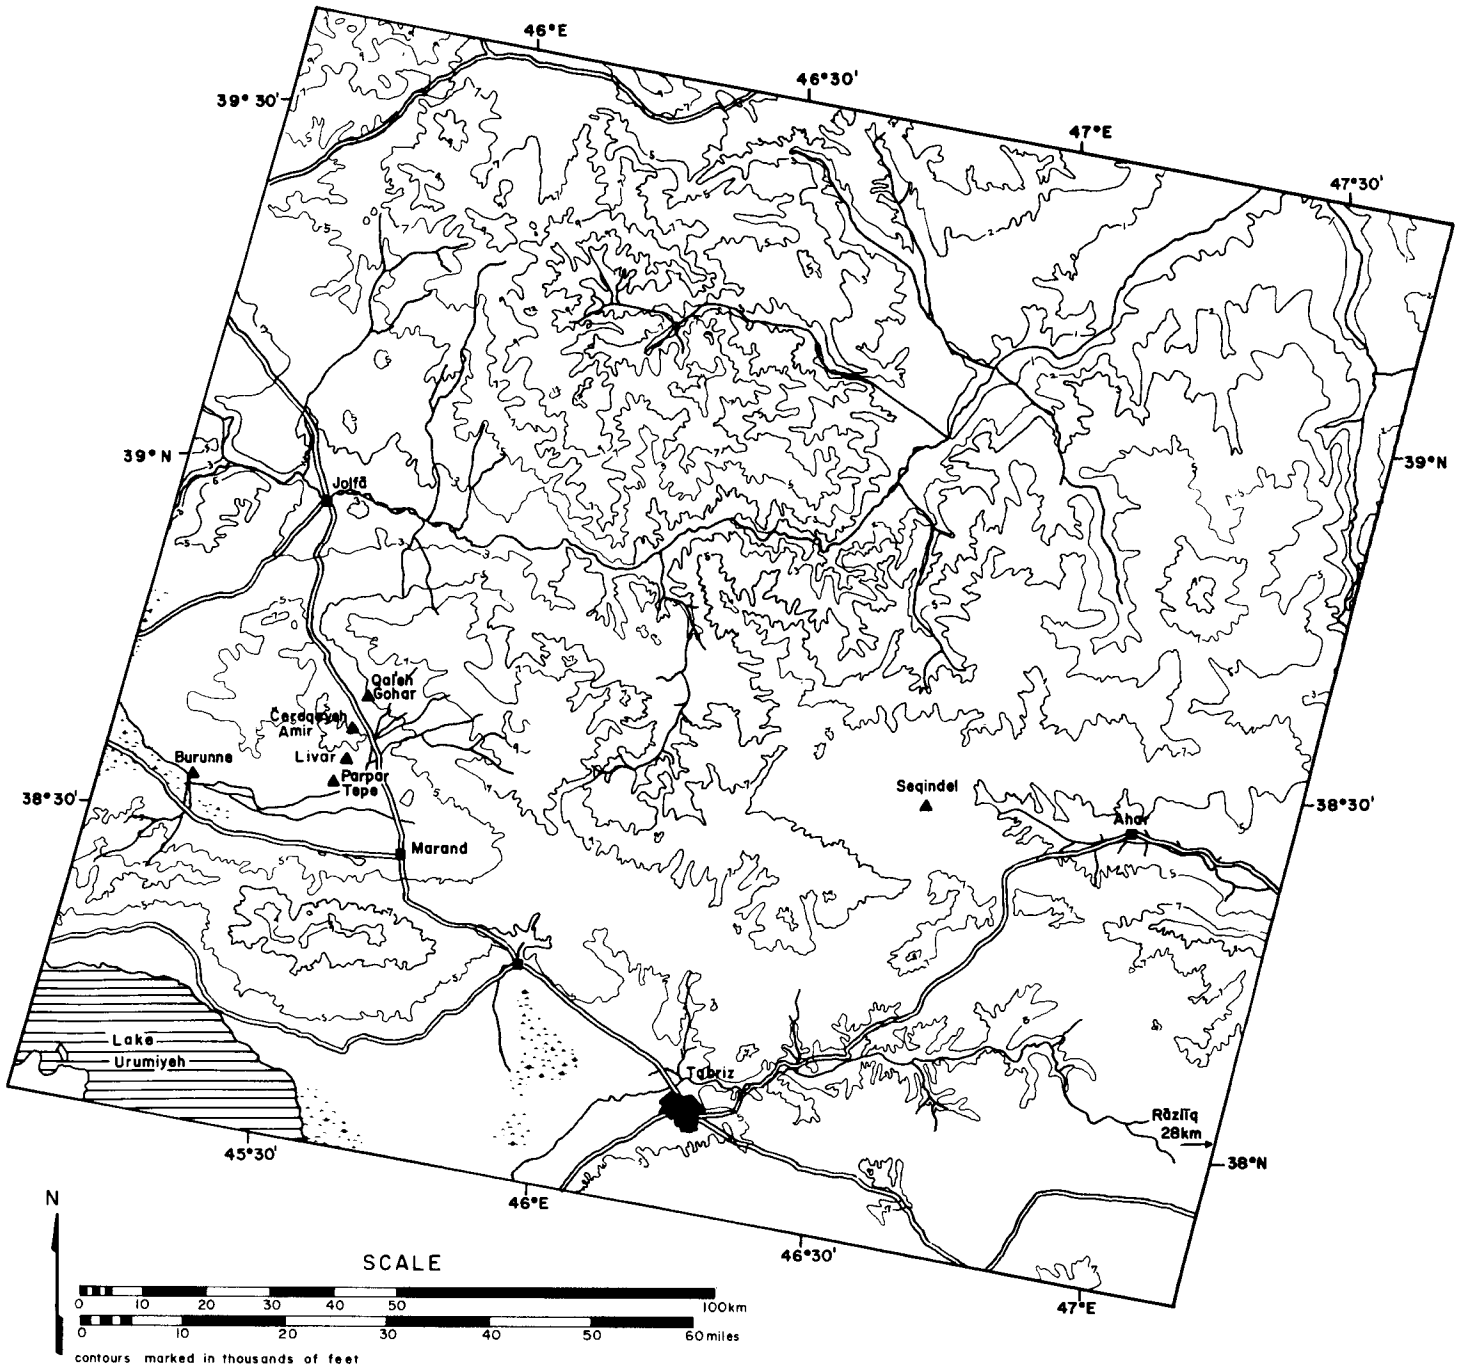 46°E
46°30'
39° 30'
47°E
47°30'
39°N
39°N
Jolfā
Qal'eh
Gohar
Čeraqayeh
Amir
Livar
Burunne
Parpar
Tepe
38°30'
Seqindel
38°30'
Ahar
Marand
Lake
Urumiyeh
Tabriz
Rāzlīq
28km
38°N
45°30'
46°E
46°30'
47°E
N
SCALE
0 10 20 30 40 50 100km
0 10 20 30 40 50 60 miles
contours marked in thousands of feet